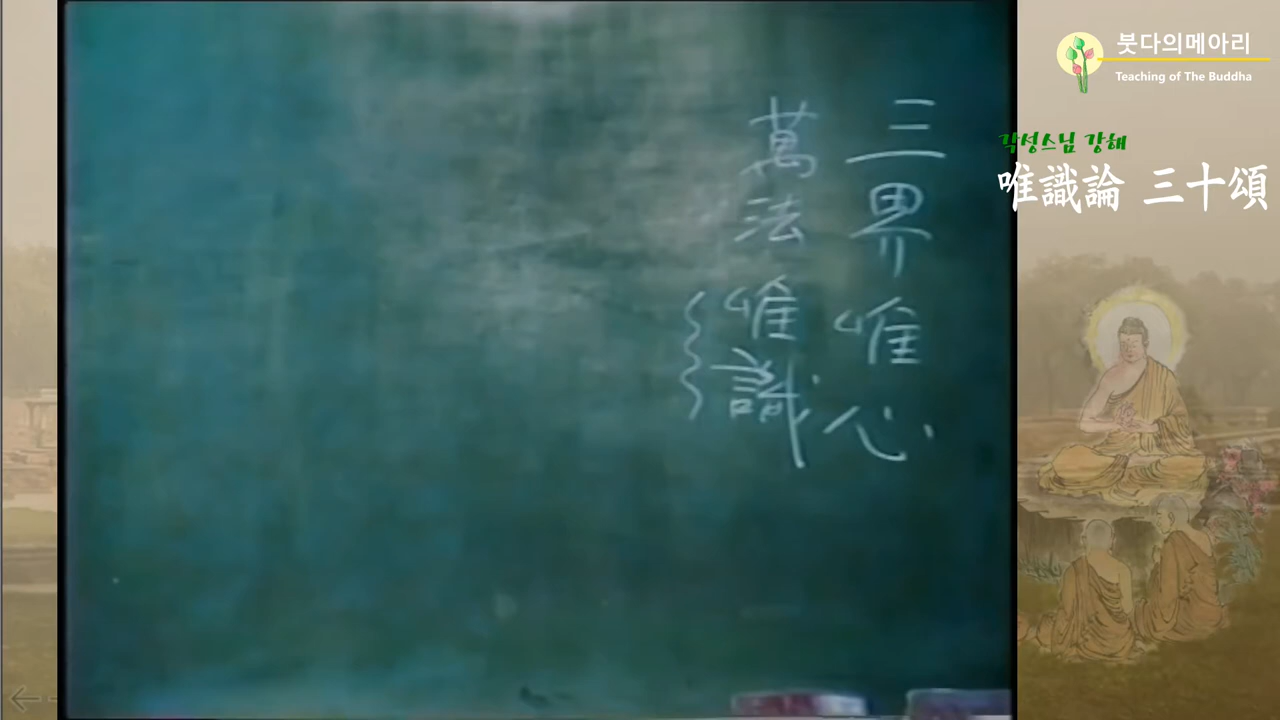 三界唯心
萬法唯識
붓다의메아리
Teaching of The Buddha
각성스님 강해
唯識論 三十頌